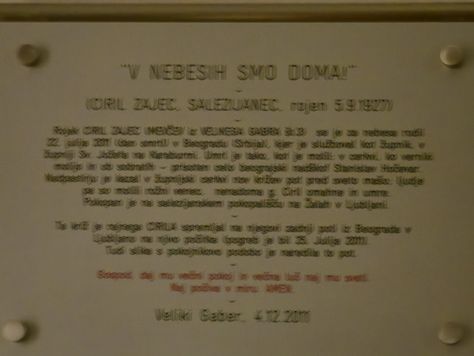 "V NEBESIH SMO DOMA!"
(CIRIL ZAJEC, SALEZIJANEC, rojen 5.9.1927)
Rojak CIRIL ZAJEC iz VELIKEGA GABRA se je za nebesa rodil
22. julija 2011 (dan smrti) v Beogradu (Srbija), kjer je služboval kot župnik, v
župniji Sv. Jožefa na Karaburmi. Umrl je tako, kot je molil: v cerkvi, ko verniki
molijo in ob sobratih - prisoten celo beograjski nadškof Stanislav Hočevar.
Nadpastirju je kazal v župnijski cerkvi nov križev pot pred sveto mašo; ljudje
pa so molili rožni venec, nenadoma g. Ciril omahne in umre.
Pokopan je na salezijanskem pokopališču na Žalah v Ljubljani.
Ta križ je rajnega CIRILA spremljal na njegovi zadnji poti iz Beograda v
Ljubljano na njivo počitka (pogreb je bil 25. julija 2011).
Tudi slika s pokojnikovo podobo je naredila to pot.
Gospod, daj mu večni pokoj in večna luč naj mu sveti.
Naj počiva v miru. AMEN.
Veliki Gaber, 4.12.2011